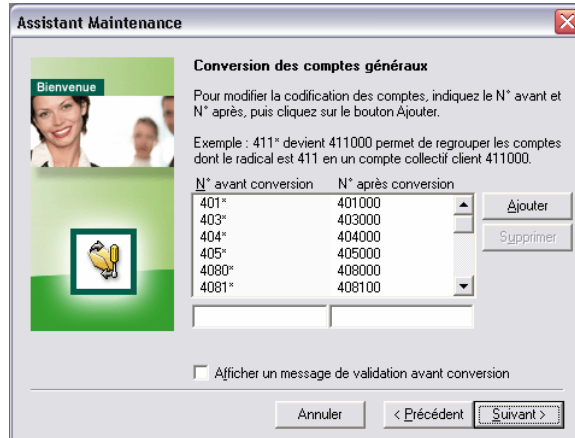 Assistant Maintenance
Bienvenue
Conversion des comptes généraux
Pour modifier la codification des comptes, indiquez le N° avant et
N° après, puis cliquez sur le bouton Ajouter.
Exemple : 411* devient 411000 permet de regrouper les comptes
dont le radical est 411 en un compte collectif client 411000.
N° avant conversion N° après conversion
401* 401000
403* 403000
404* 404000
405* 405000
4080* 408000
4081* 408100
Ajouter
Supprimer
Afficher un message de validation avant conversion
Annuler < Précédent Suivant >